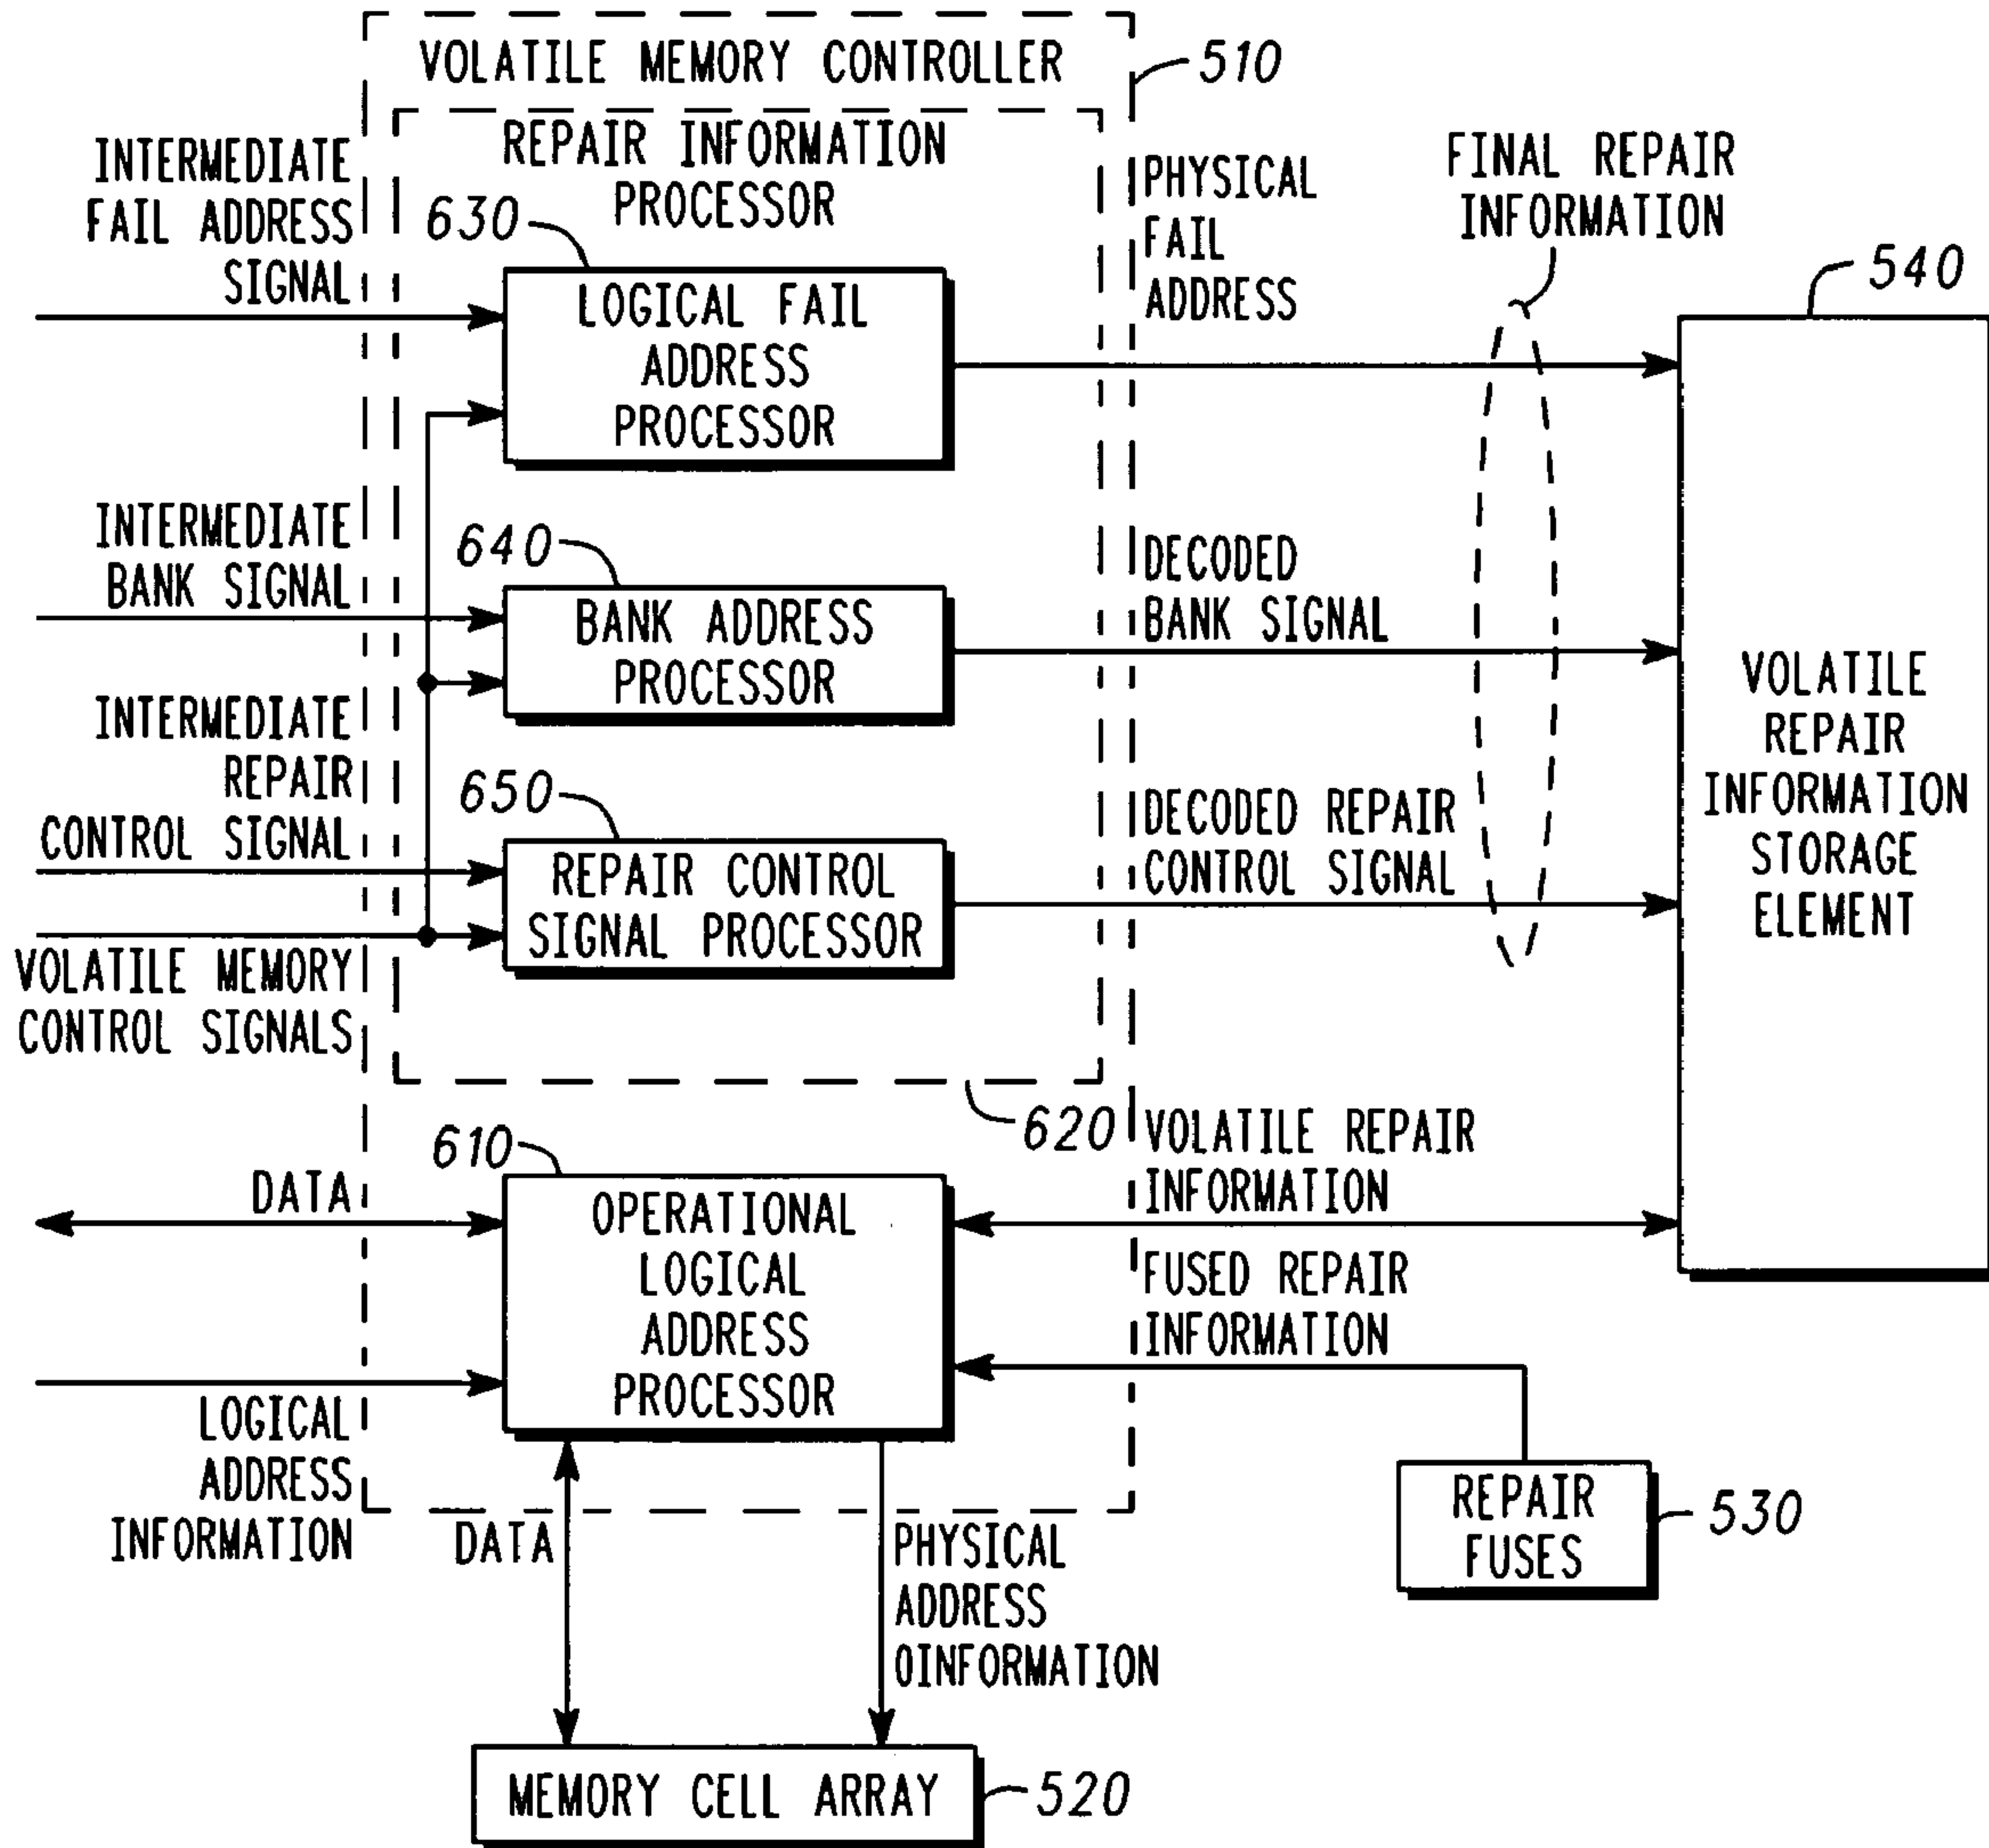 VOLATILE MEMORY CONTROLLER
510
REPAIR INFORMATION
PROCESSOR
INTERMEDIATE
FAIL ADDRESS
SIGNAL
630
LOGICAL FAIL
ADDRESS
PROCESSOR
PHYSICAL
FAIL
ADDRESS
FINAL REPAIR
INFORMATION
540
INTERMEDIATE
BANK SIGNAL
640
BANK ADDRESS
PROCESSOR
DECODED
BANK SIGNAL
VOLATILE
REPAIR
INFORMATION
STORAGE
ELEMENT
INTERMEDIATE
REPAIR
CONTROL SIGNAL
650
REPAIR CONTROL
SIGNAL PROCESSOR
DECODED REPAIR
CONTROL SIGNAL
VOLATILE MEMORY
CONTROL SIGNALS
620
610
DATA
OPERATIONAL
LOGICAL
ADDRESS
PROCESSOR
VOLATILE REPAIR
INFORMATION
FUSED REPAIR
INFORMATION
LOGICAL
ADDRESS
INFORMATION
DATA
PHYSICAL
ADDRESS
OINFORMATION
REPAIR
FUSES
530
MEMORY CELL ARRAY
520